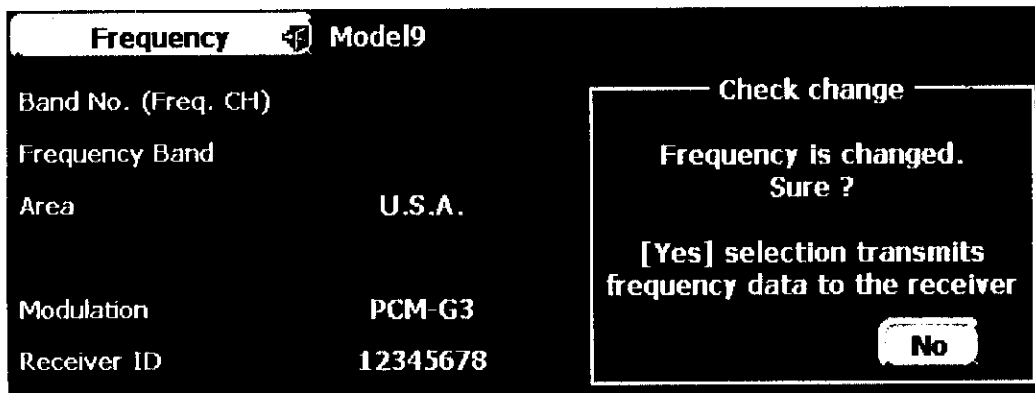 Frequency Model9
Band No. (Freq. CH)
Frequency Band
Area U.S.A.
Modulation PCM-G3
Receiver ID 12345678
Check change
Frequency is changed.
Sure ?
[Yes] selection transmits
frequency data to the receiver
No